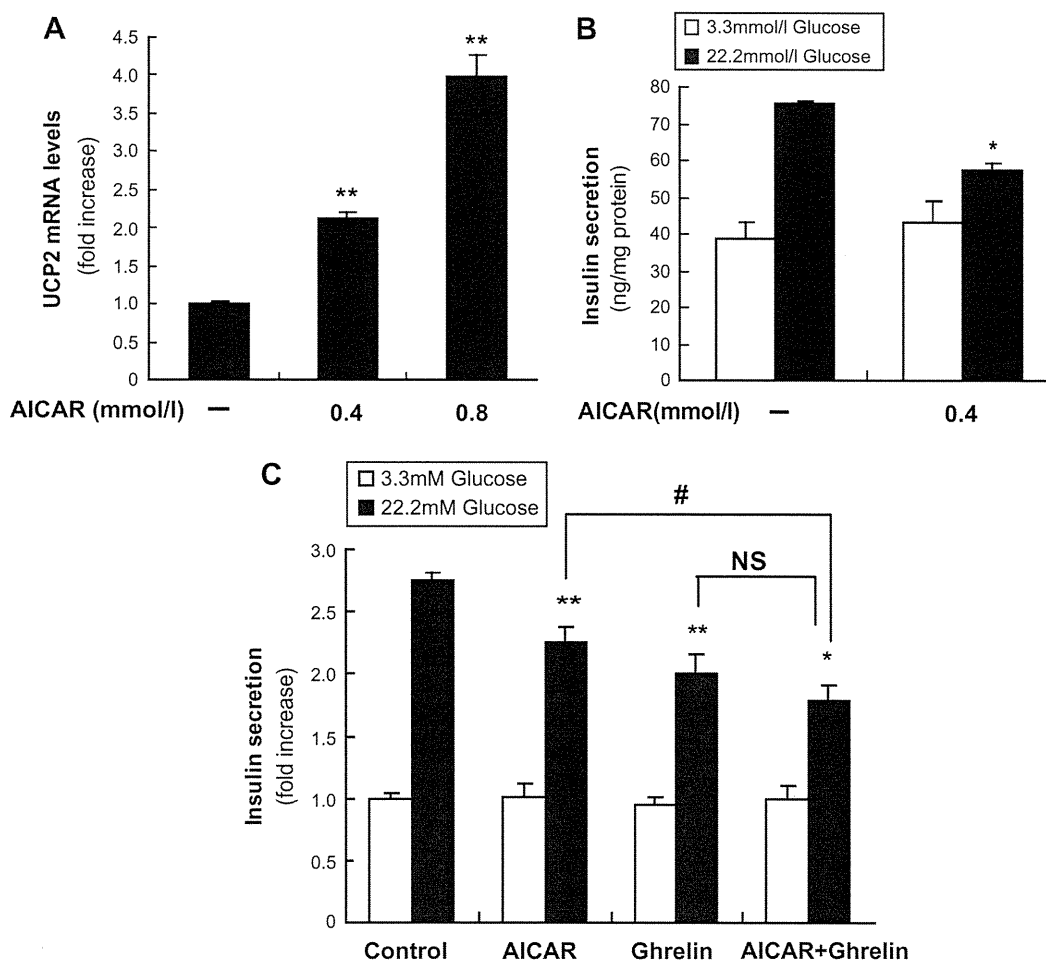 A
UCP2 mRNA levels
(fold increase)
4.5
4.0
3.5
3.0
2.5
2.0
1.5
1.0
0.5
0
**
**
AICAR (mmol/l)
–
0.4
0.8
B
3.3mmol/l Glucose
22.2mmol/l Glucose
Insulin secretion
(ng/mg protein)
80
70
60
50
40
30
20
10
0
*
AICAR(mmol/l)
–
0.4
C
3.3mM Glucose
22.2mM Glucose
#
NS
Insulin secretion
(fold increase)
3.0
2.5
2.0
1.5
1.0
0.5
0
**
**
*
Control
AICAR
Ghrelin
AICAR+Ghrelin